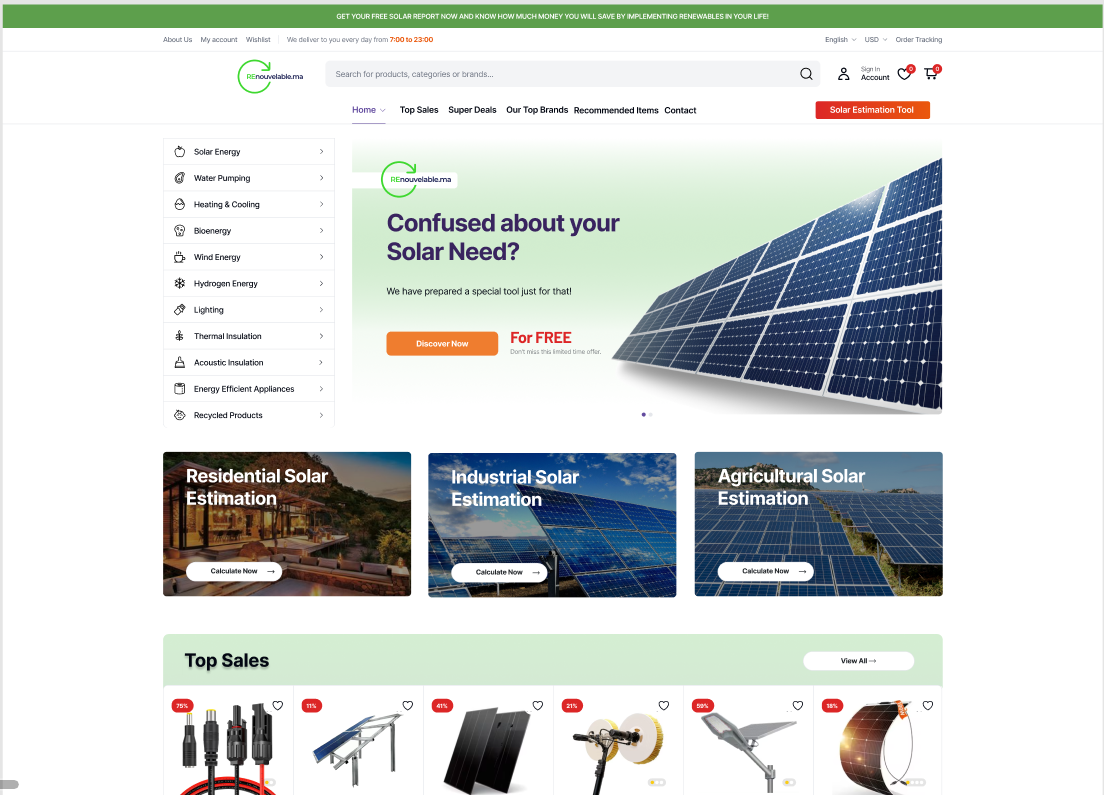 GET YOUR FREE SOLAR REPORT NOW AND KNOW HOW MUCH MONEY YOU WILL SAVE BY IMPLEMENTING RENEWABLES IN YOUR LIFE!
About Us My account Wishlist We deliver to you every day from 7:00 to 23:00 English USD Order Tracking
REnouvelable.ma
Search for products, categories or brands...
Sign In
Account
0
0
Home Top Sales Super Deals Our Top Brands Recommended Items Contact Solar Estimation Tool
Solar Energy
Water Pumping
Heating & Cooling
Bioenergy
Wind Energy
Hydrogen Energy
Lighting
Thermal Insulation
Acoustic Insulation
Energy Efficient Appliances
Recycled Products
REnouvelable.ma
Confused about your
Solar Need?
We have prepared a special tool just for that!
Discover Now
For FREE
Don't miss this limited time offer.
Residential Solar
Estimation
Calculate Now →
Industrial Solar
Estimation
Calculate Now →
Agricultural Solar
Estimation
Calculate Now →
Top Sales
View All →
75%
11%
41%
21%
59%
18%